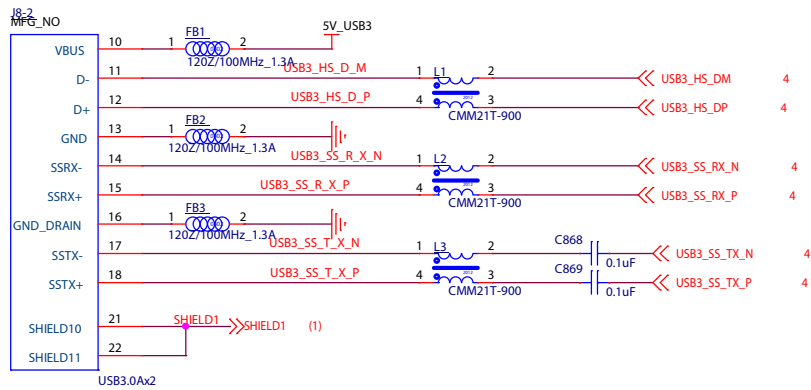 J8-2
MFG_NO
VBUS 10 1 FB1 2 5V_USB3
120Z/100MHz_1.3A
D- 11 USB3_HS_D_M 1 L1 2 USB3_HS_DM 4
D+ 12 USB3_HS_D_P 4 3 USB3_HS_DP 4
CMM21T-900
GND 13 1 FB2 2
120Z/100MHz_1.3A
SSRX- 14 USB3_SS_R_X_N 1 L2 2 USB3_SS_RX_N 4
SSRX+ 15 USB3_SS_R_X_P 4 3 USB3_SS_RX_P 4
CMM21T-900
GND_DRAIN 16 1 FB3 2
120Z/100MHz_1.3A
SSTX- 17 USB3_SS_T_X_N 1 L3 2 C868 0.1uF USB3_SS_TX_N 4
SSTX+ 18 USB3_SS_T_X_P 4 3 C869 0.1uF USB3_SS_TX_P 4
CMM21T-900
SHIELD10 21 SHIELD1 SHIELD1 (1)
SHIELD11 22
USB3.0Ax2